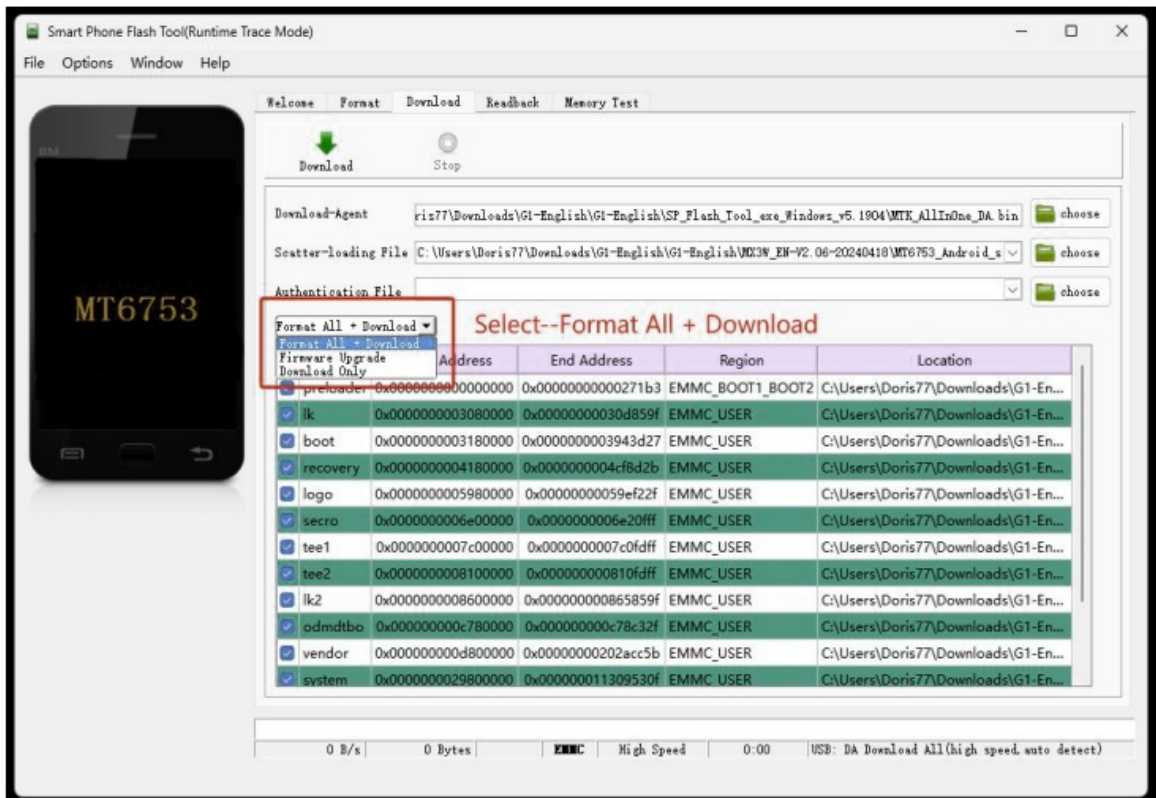 Smart Phone Flash Tool(Runtime Trace Mode)
File Options Window Help
Welcome Format Download Readback Memory Test
BM
Download Stop
Download-Agent ris77\Downloads\G1-English\G1-English\SP_Flash_Tool_exe_Windows_v5.1904\MTK_AllInOne_DA.bin choose
Scatter-loading File C:\Users\Doris77\Downloads\G1-English\G1-English\MX3W_EN-V2.06-20240418\MT6753_Android_s choose
Authentication File choose
MT6753
Format All + Download Select--Format All + Download
Format All + Download
Firmware Upgrade
Download Only
Address End Address Region Location
preloader 0x0000000000000000 0x00000000000271b3 EMMC_BOOT1_BOOT2 C:\Users\Doris77\Downloads\G1-En...
lk 0x0000000003080000 0x00000000030d859f EMMC_USER C:\Users\Doris77\Downloads\G1-En...
boot 0x0000000003180000 0x0000000003943d27 EMMC_USER C:\Users\Doris77\Downloads\G1-En...
recovery 0x0000000004180000 0x0000000004cf8d2b EMMC_USER C:\Users\Doris77\Downloads\G1-En...
logo 0x0000000005980000 0x00000000059ef22f EMMC_USER C:\Users\Doris77\Downloads\G1-En...
secro 0x0000000006e00000 0x0000000006e20fff EMMC_USER C:\Users\Doris77\Downloads\G1-En...
tee1 0x0000000007c00000 0x0000000007c0fdff EMMC_USER C:\Users\Doris77\Downloads\G1-En...
tee2 0x0000000008100000 0x000000000810fdff EMMC_USER C:\Users\Doris77\Downloads\G1-En...
lk2 0x0000000008600000 0x000000000865859f EMMC_USER C:\Users\Doris77\Downloads\G1-En...
odmdtbo 0x000000000c780000 0x000000000c78c32f EMMC_USER C:\Users\Doris77\Downloads\G1-En...
vendor 0x000000000d800000 0x00000000202acc5b EMMC_USER C:\Users\Doris77\Downloads\G1-En...
system 0x0000000029800000 0x000000011309530f EMMC_USER C:\Users\Doris77\Downloads\G1-En...
0 B/s 0 Bytes EMMC High Speed 0:00 USB: DA Download All(high speed,auto detect)